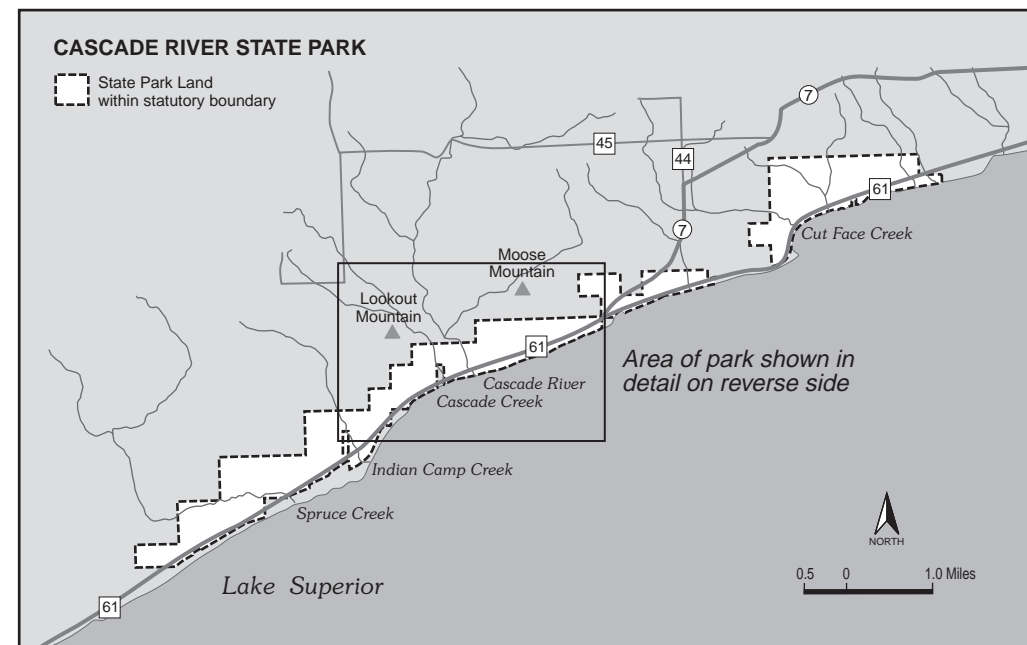 CASCADE RIVER STATE PARK
State Park Land
within statutory boundary
7
45
44
61
Cut Face Creek
7
Moose
Mountain
Lookout
Mountain
61
Area of park shown in
detail on reverse side
Cascade River
Cascade Creek
Indian Camp Creek
Spruce Creek
NORTH
Lake Superior
0.5 0 1.0 Miles
61